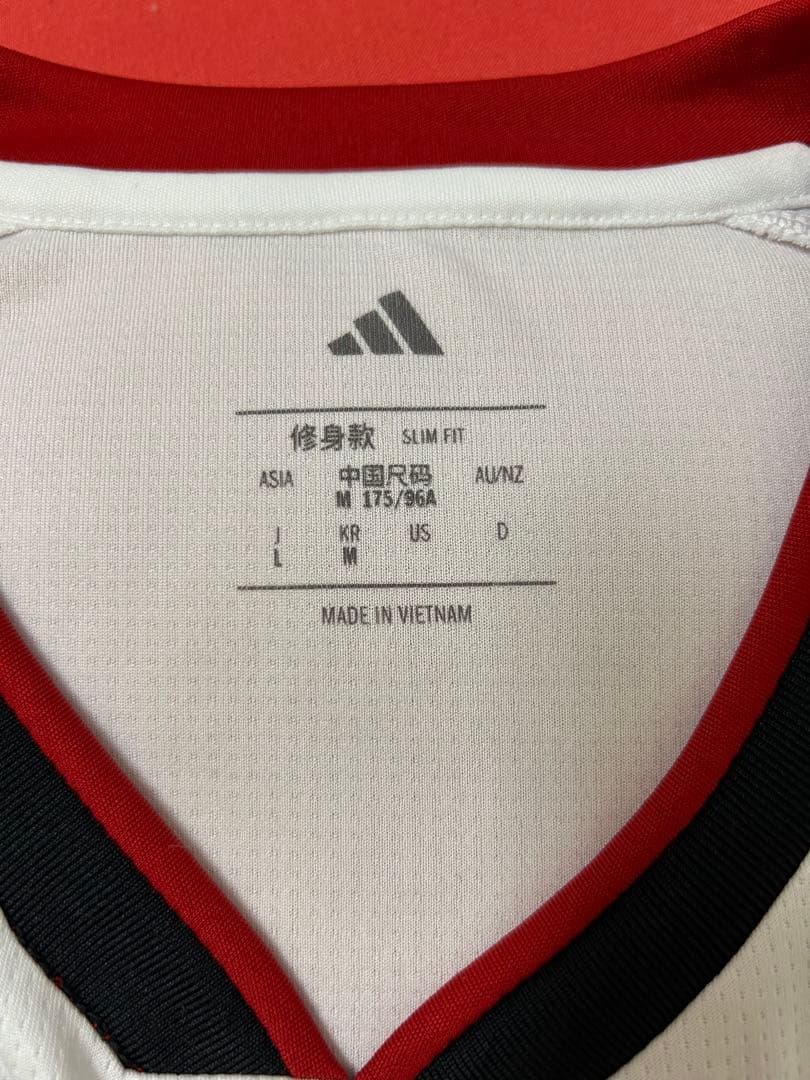 修身款 SLIM FIT
ASIA 中国尺码 AU/NZ
M 175/96A
J KR US D
L M
MADE IN VIETNAM